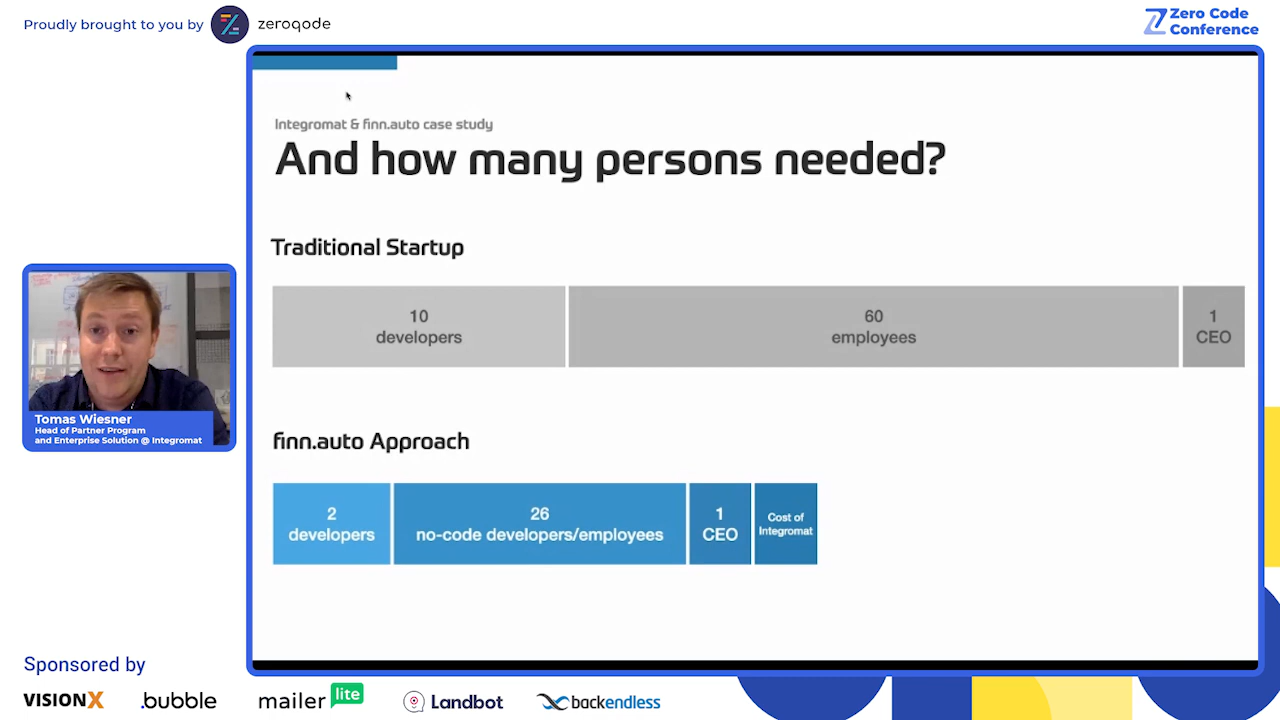 Proudly brought to you by
zeroqode
Zero Code
Conference
Integromat & finn.auto case study
And how many persons needed?
Traditional Startup
10
developers
60
employees
1
CEO
finn.auto Approach
2
developers
26
no-code developers/employees
1
CEO
Cost of
Integromat
Tomas Wiesner
Head of Partner Program
and Enterprise Solution @ Integromat
Sponsored by
VISIONX
.bubble
mailer lite
Landbot
backendless